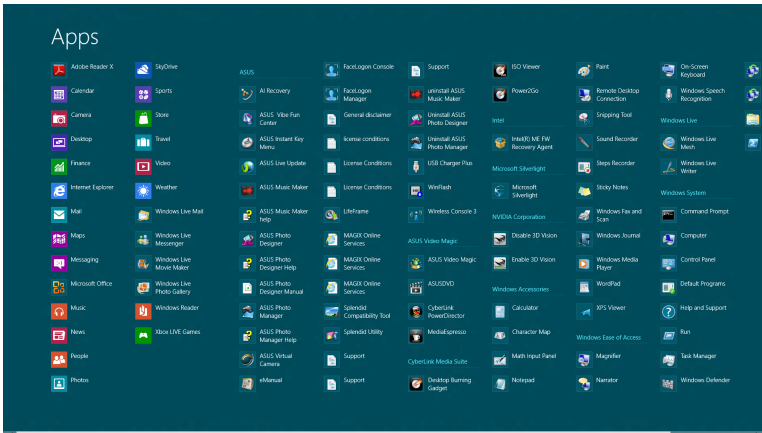 Apps
Adobe Reader X
Calendar
Camera
Desktop
Finance
Internet Explorer
Mail
Maps
Messaging
Microsoft Office
Music
News
People
Photos
SkyDrive
Sports
Store
Travel
Video
Weather
Windows Live Mail
Windows Live
Messenger
Windows Live
Movie Maker
Windows Live
Photo Gallery
Windows Reader
Xbox LIVE Games
ASUS
AI Recovery
ASUS Vibe Fun
Center
ASUS Instant Key
Menu
ASUS Live Update
ASUS Music Maker
ASUS Music Maker
help
ASUS Photo
Designer
ASUS Photo
Designer Help
ASUS Photo
Designer Manual
ASUS Photo
Manager
ASUS Photo
Manager Help
ASUS Virtual
Camera
eManual
FaceLogon Console
FaceLogon
Manager
General disclaimer
license conditions
License Conditions
License Conditions
LifeFrame
MAGIX Online
Services
MAGIX Online
Services
MAGIX Online
Services
Splendid
Compatibility Tool
Splendid Utility
Support
Support
Support
uninstall ASUS
Music Maker
Uninstall ASUS
Photo Designer
Uninstall ASUS
Photo Manager
USB Charger Plus
WinFlash
Wireless Console 3
ASUS Video Magic
ASUS Video Magic
ASUSDVD
CyberLink
PowerDirector
MediaEspresso
CyberLink Media Suite
Desktop Burning
Gadget
ISO Viewer
Power2Go
Intel
Intel(R) ME FW
Recovery Agent
Microsoft Silverlight
Microsoft
Silverlight
NVIDIA Corporation
Disable 3D Vision
Enable 3D Vision
Windows Accessories
Calculator
Character Map
Math Input Panel
Notepad
Paint
Remote Desktop
Connection
Snipping Tool
Sound Recorder
Steps Recorder
Sticky Notes
Windows Fax and
Scan
Windows Journal
Windows Media
Player
WordPad
XPS Viewer
Windows Ease of Access
Magnifier
Narrator
On-Screen
Keyboard
Windows Speech
Recognition
Windows Live
Windows Live
Mesh
Windows Live
Writer
Windows System
Command Prompt
Computer
Control Panel
Default Programs
Help and Support
Run
Task Manager
Windows Defender